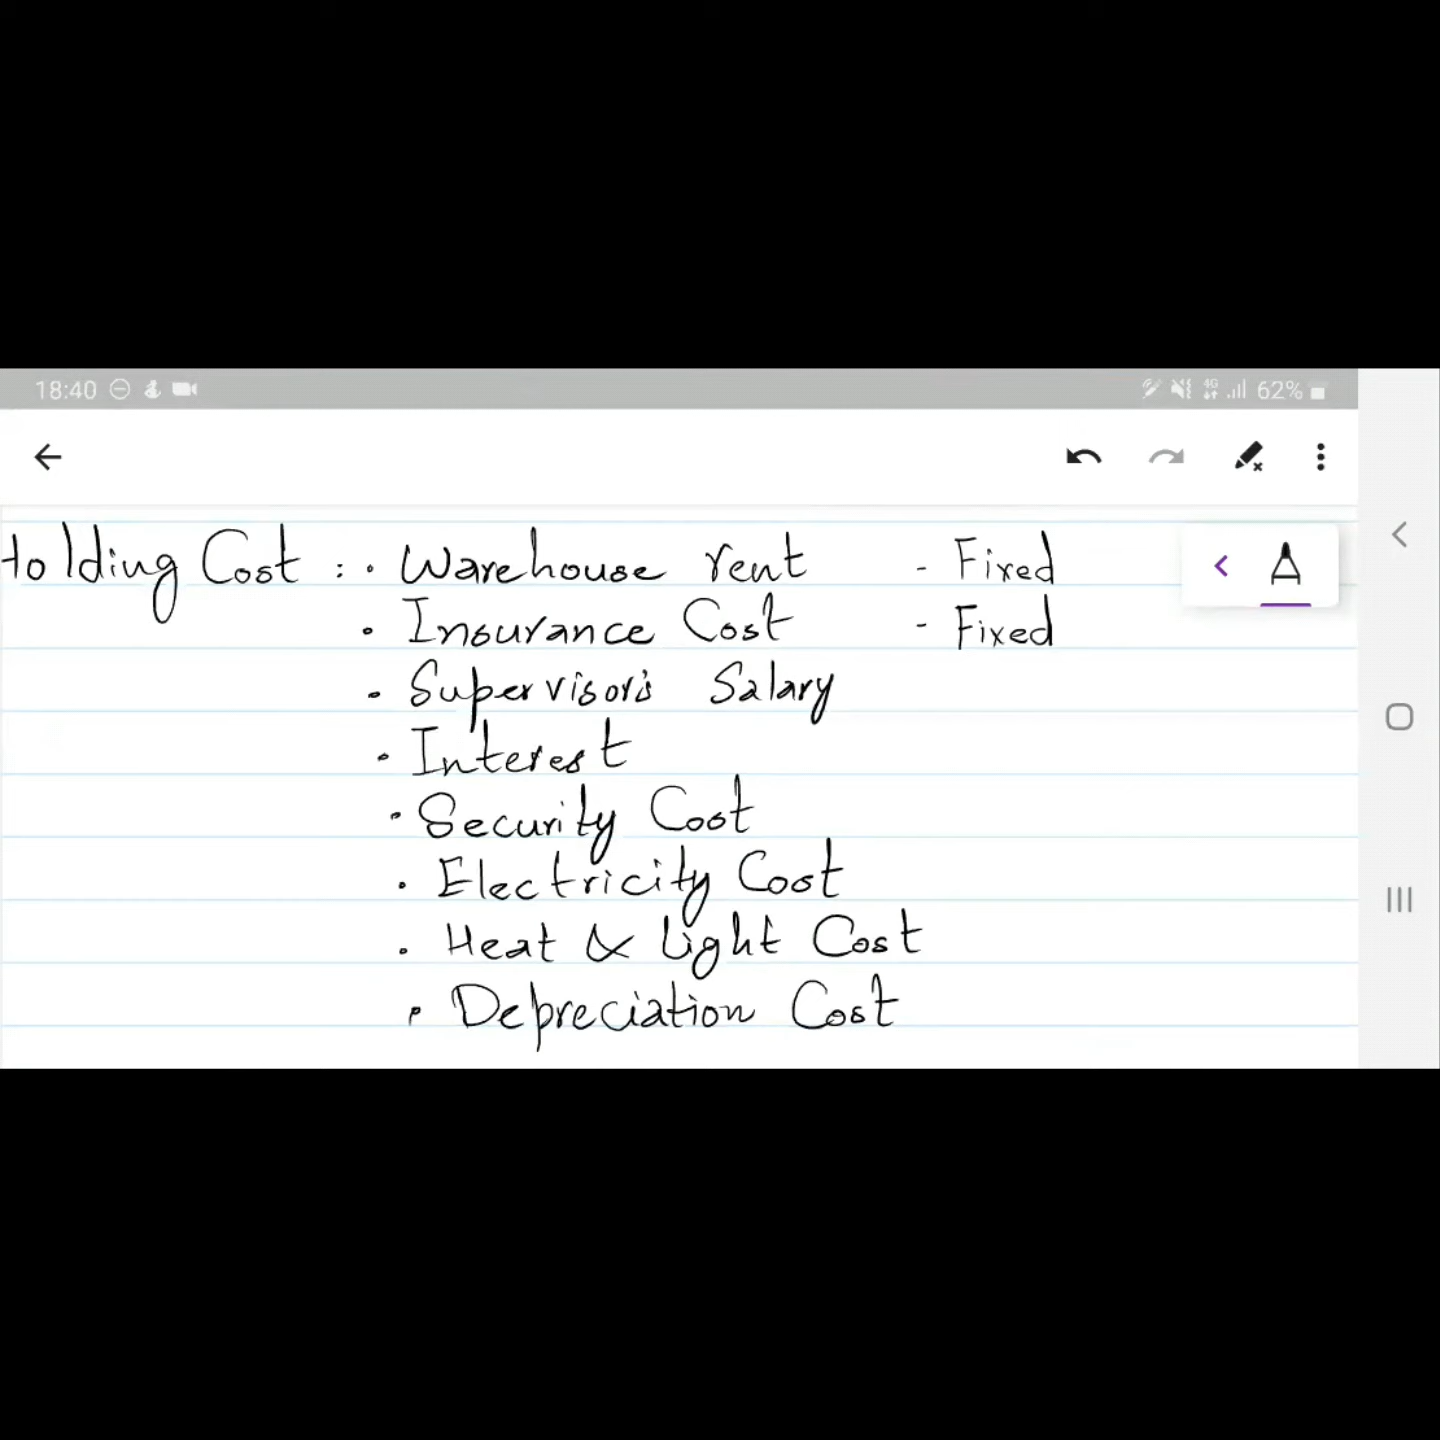 18:40 4G 62%
Holding Cost : • Warehouse rent - Fixed
• Insurance Cost - Fixed
• Supervisor's Salary
• Interest
• Security Cost
• Electricity Cost
• Heat & Light Cost
• Depreciation Cost